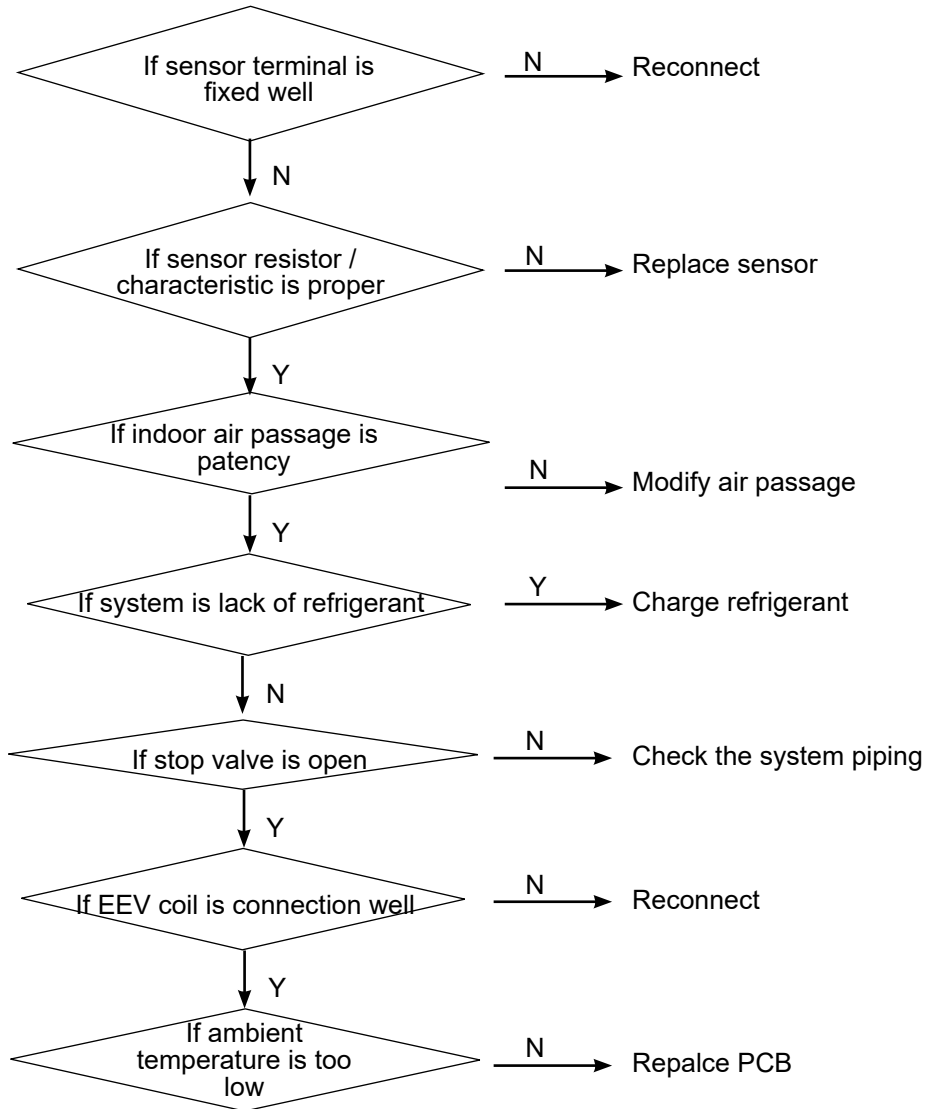 If sensor terminal is
fixed well
N
Reconnect
N
If sensor resistor /
characteristic is proper
N
Replace sensor
Y
If indoor air passage is
patency
N
Modify air passage
Y
If system is lack of refrigerant
Y
Charge refrigerant
N
If stop valve is open
N
Check the system piping
Y
If EEV coil is connection well
N
Reconnect
Y
If ambient
temperature is too
low
N
Repalce PCB